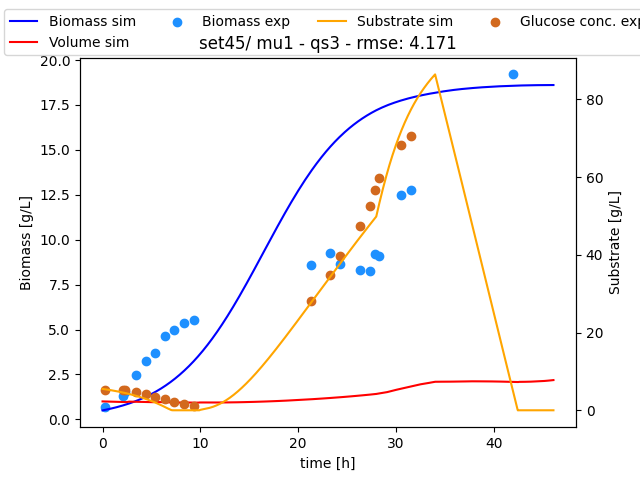 Biomass sim Biomass exp Substrate sim Glucose conc. exp
Volume sim
set45/ mu1 - qs3 - rmse: 4.171
20.0
17.5
15.0
12.5
10.0
7.5
5.0
2.5
0.0
Biomass [g/L]
80
60
40
20
0
Substrate [g/L]
0 10 20 30 40
time [h]